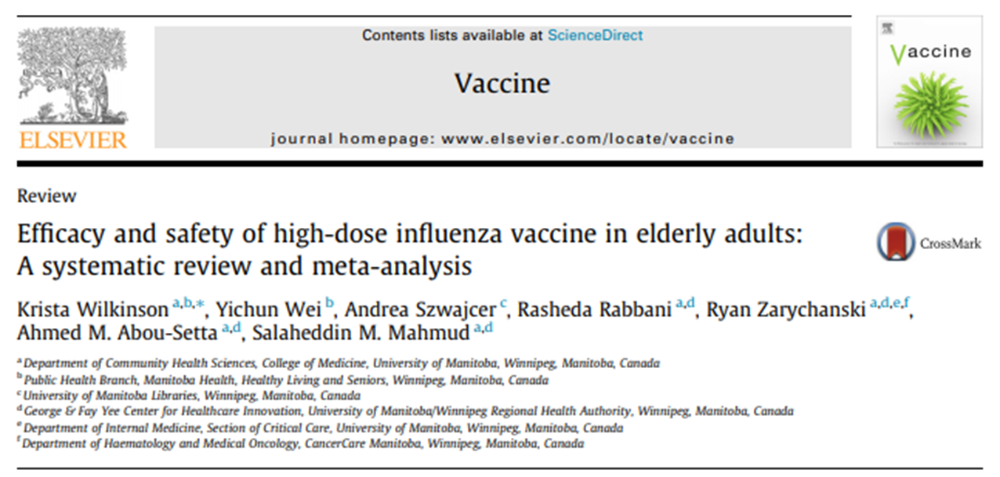 Contents lists available at ScienceDirect
Vaccine
journal homepage: www.elsevier.com/locate/vaccine
ELSEVIER
Vaccine
Review
Efficacy and safety of high-dose influenza vaccine in elderly adults:
A systematic review and meta-analysis
CrossMark
Krista Wilkinson a,b,*, Yichun Wei b, Andrea Szwajcer c, Rasheda Rabbani a,d, Ryan Zarychanski a,d,e,f,
Ahmed M. Abou-Setta a,d, Salaheddin M. Mahmud a,d
a Department of Community Health Sciences, College of Medicine, University of Manitoba, Winnipeg, Manitoba, Canada
b Public Health Branch, Manitoba Health, Healthy Living and Seniors, Winnipeg, Manitoba, Canada
c University of Manitoba Libraries, Winnipeg, Manitoba, Canada
d George & Fay Yee Center for Healthcare Innovation, University of Manitoba/Winnipeg Regional Health Authority, Winnipeg, Manitoba, Canada
e Department of Internal Medicine, Section of Critical Care, University of Manitoba, Winnipeg, Manitoba, Canada
f Department of Haematology and Medical Oncology, CancerCare Manitoba, Winnipeg, Manitoba, Canada